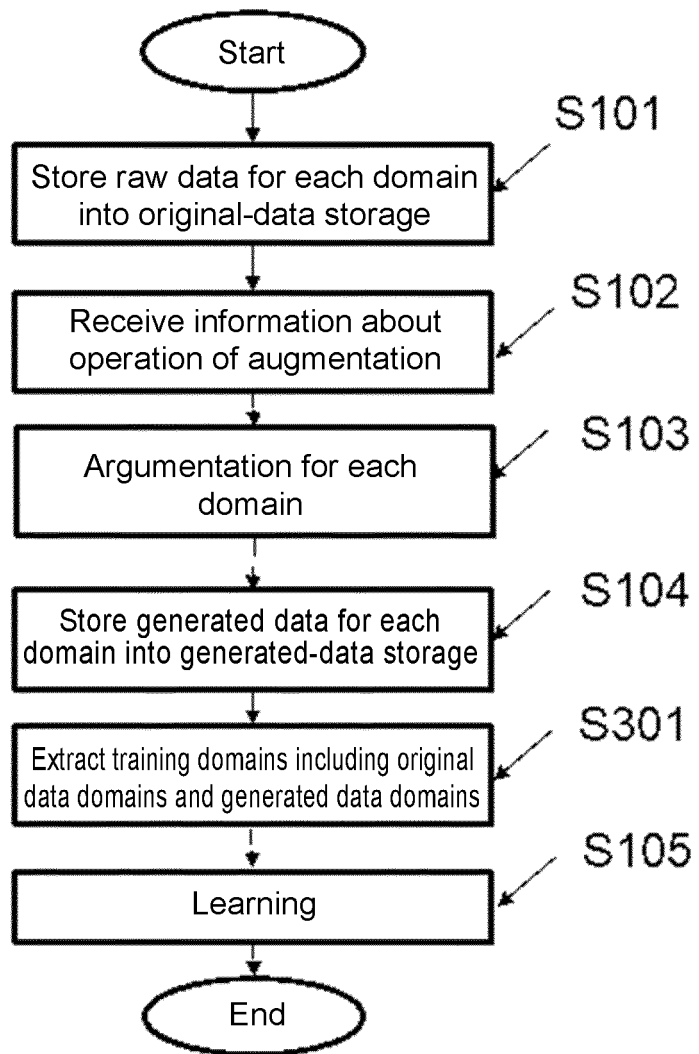 Start
S101
Store raw data for each domain
into original-data storage
S102
Receive information about
operation of augmentation
S103
Argumentation for each
domain
S104
Store generated data for each
domain into generated-data storage
S301
Extract training domains including original
data domains and generated data domains
S105
Learning
End